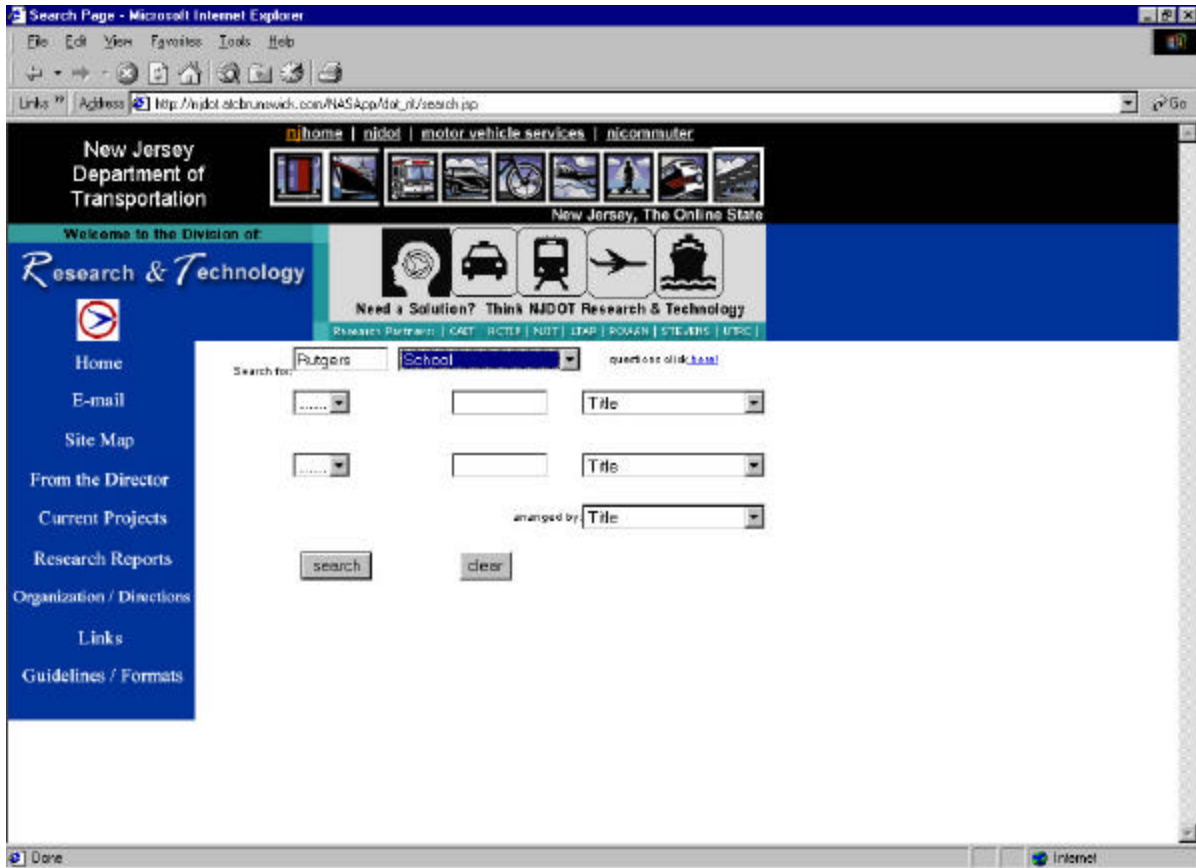 Search Page - Microsoft Internet Explorer
File Edit View Favorites Tools Help
Links » Address http://njdot.atcbrunswick.com/NASApp/dot_rit/search.jsp Go
njhome | njdot | motor vehicle services | njcommuter
New Jersey
Department of
Transportation
New Jersey, The Online State
Welcome to the Division of:
Research & Technology
Need a Solution? Think NJDOT Research & Technology
Research Partners: | CAIT | NCTIP | NJIT | LTAP | ROWAN | STEVENS | UTRC |
Search for: Rutgers School questions click here!
....... Title
....... Title
arranged by: Title
search clear
Home
E-mail
Site Map
From the Director
Current Projects
Research Reports
Organization / Directions
Links
Guidelines / Formats
Done Internet